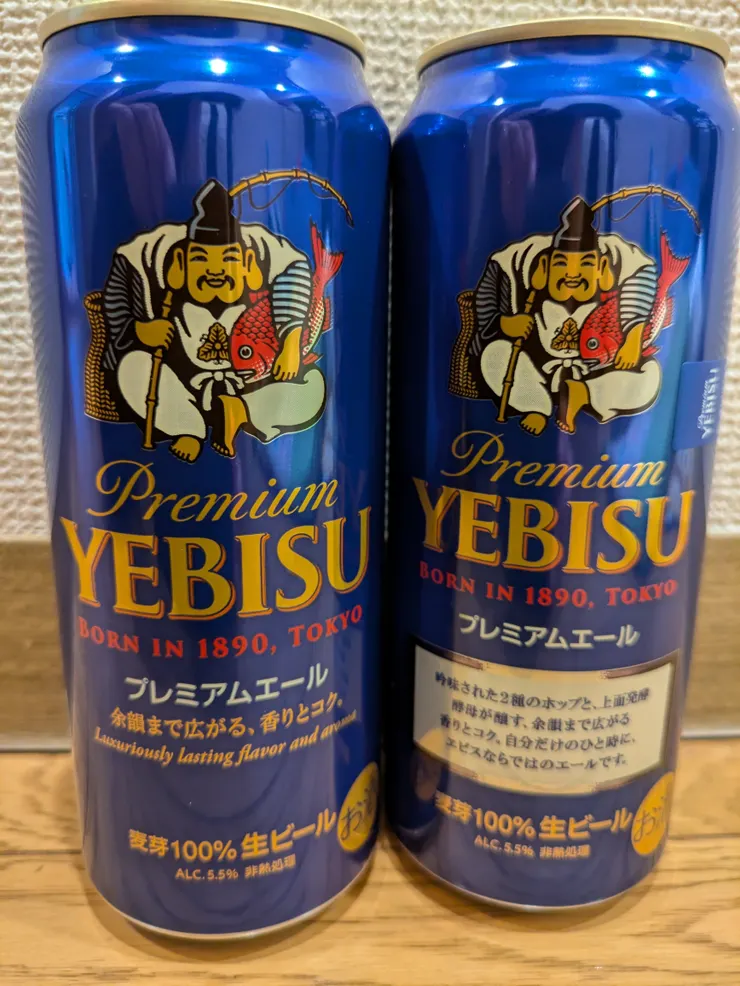 Premium
YEBISU
BORN IN 1890, TOKYO
プレミアムエール
余韻まで広がる、香りとコク。
Luxuriously lasting flavor and aroma
麦芽100% 生ビール
ALC. 5.5% 非熱処理
お酒
Premium
YEBISU
BORN IN 1890, TOKYO
プレミアムエール
吟味された2種のホップと、上面発酵
酵母が醸す、余韻まで広がる
香りとコク。自分だけのひと時に、
ヱビスならではのエールです。
麦芽100% 生ビール
ALC. 5.5% 非熱処理
お酒
YEBISU